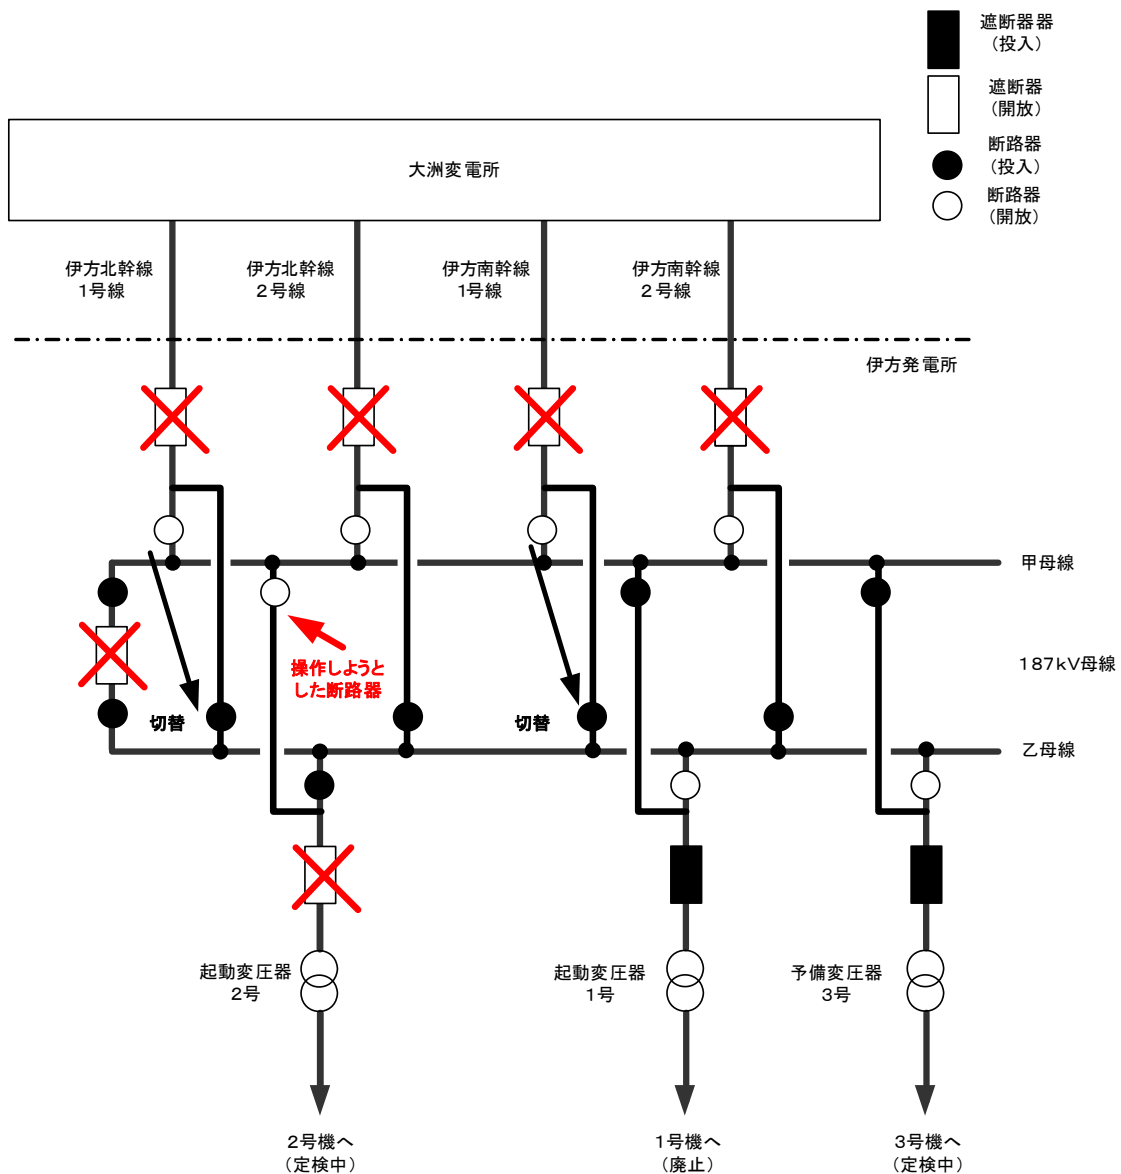 遮断器器
（投入）
遮断器
（開放）
断路器
（投入）
断路器
（開放）
大洲変電所
伊方北幹線
１号線
伊方北幹線
２号線
伊方南幹線
１号線
伊方南幹線
２号線
伊方発電所
甲母線
操作しようと
した断路器
187kV母線
切替
切替
乙母線
起動変圧器
２号
起動変圧器
１号
予備変圧器
３号
２号機へ
（定検中）
１号機へ
（廃止）
３号機へ
（定検中）